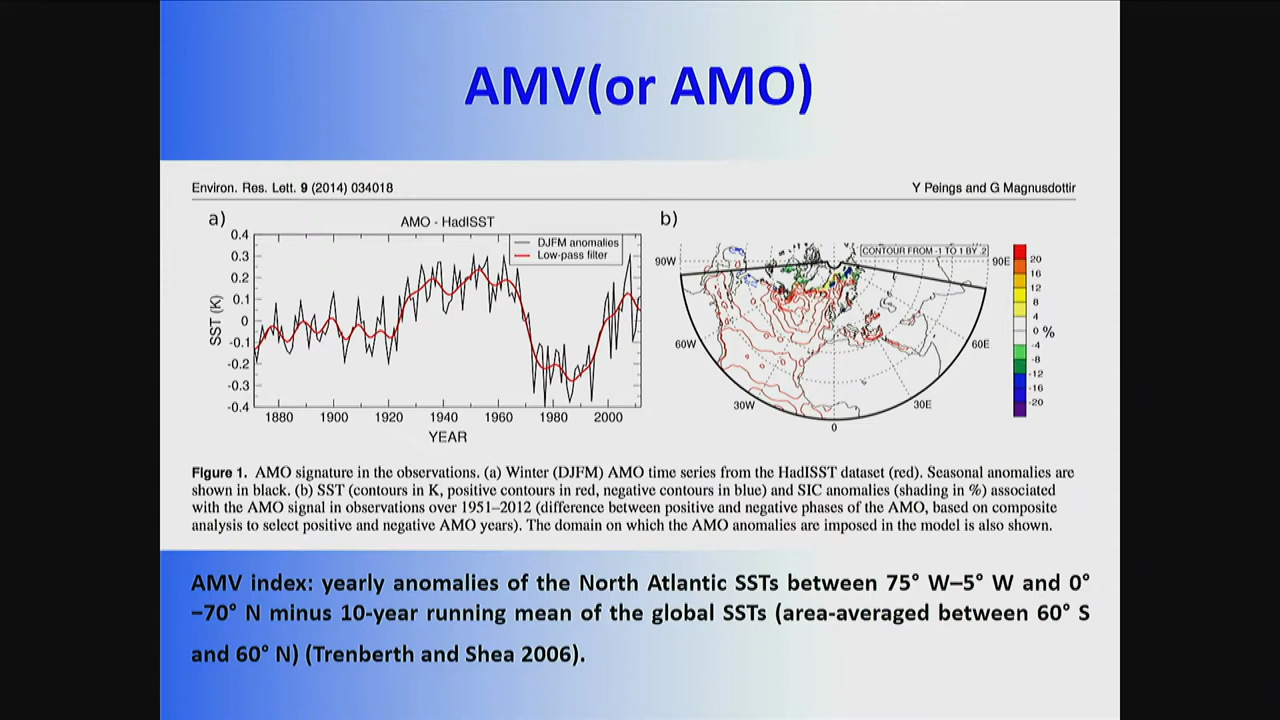 AMV(or AMO)
Environ. Res. Lett. 9 (2014) 034018
Y Peings and G Magnusdottir
a)
AMO - HadISST
DJFM anomalies
Low-pass filter
SST (K)
0.4
0.3
0.2
0.1
0
-0.1
-0.2
-0.3
-0.4
1880 1900 1920 1940 1960 1980 2000
YEAR
b)
CONTOUR FROM -1 TO 1 BY .2
90W
90E
60W
60E
30W
30E
0
20
16
12
8
4
0 %
-4
-8
-12
-16
-20
Figure 1. AMO signature in the observations. (a) Winter (DJFM) AMO time series from the HadISST dataset (red). Seasonal anomalies are
shown in black. (b) SST (contours in K, positive contours in red, negative contours in blue) and SIC anomalies (shading in %) associated
with the AMO signal in observations over 1951–2012 (difference between positive and negative phases of the AMO, based on composite
analysis to select positive and negative AMO years). The domain on which the AMO anomalies are imposed in the model is also shown.
AMV index: yearly anomalies of the North Atlantic SSTs between 75° W–5° W and 0°
–70° N minus 10-year running mean of the global SSTs (area-averaged between 60° S
and 60° N) (Trenberth and Shea 2006).